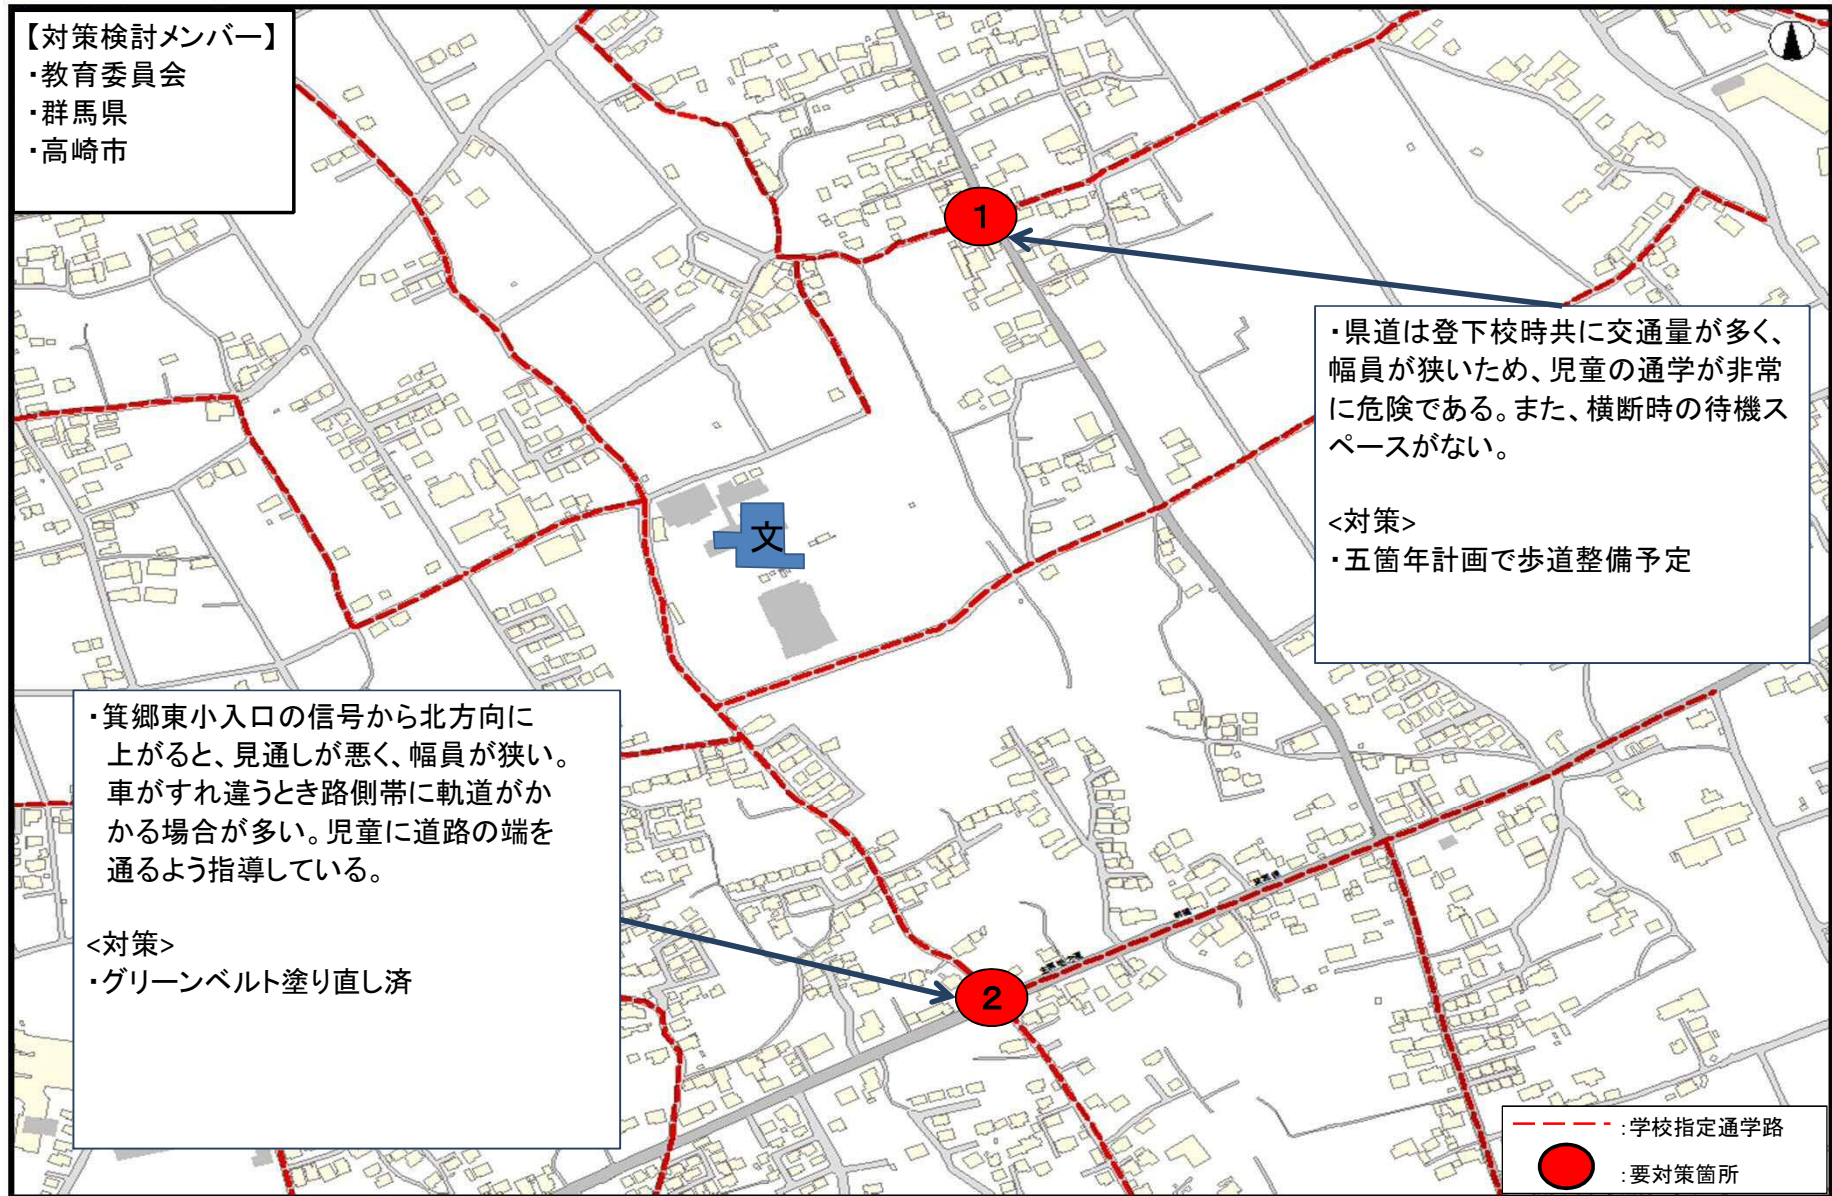 【対策検討メンバー】
・教育委員会
・群馬県
・高崎市
1
・県道は登下校時共に交通量が多く、
幅員が狭いため、児童の通学が非常
に危険である。また、横断時の待機ス
ペースがない。
<対策>
・五箇年計画で歩道整備予定
文
・箕郷東小入口の信号から北方向に
上がると、見通しが悪く、幅員が狭い。
車がすれ違うとき路側帯に軌道がか
かる場合が多い。児童に道路の端を
通るよう指導している。
<対策>
・グリーンベルト塗り直し済
2
:学校指定通学路
:要対策箇所